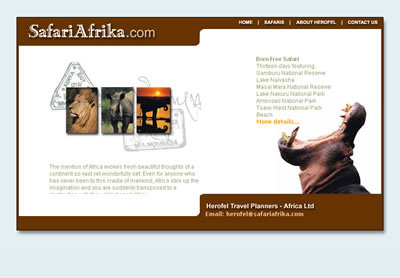 SafariAfrika.com
HOME | SAFARIS | ABOUT HEROFEL | CONTACT US
Born Free Safari
Thirteen days featuring:
Samburu National Reserve
Lake Naivasha
Masai Mara National Reserve
Lake Nakuru National Park
Amboseli National Park
Tsavo West National Park
Beach
More details...
The mention of Africa evokes fresh beautiful thoughts of a
continent so vast yet wonderfully set. Even for anyone who
has never been to this cradle of mankind, Africa stirs up the
imagination and you are suddenly transposed to a
Herofel Travel Planners - Africa Ltd
Email: herofel@safariafrika.com